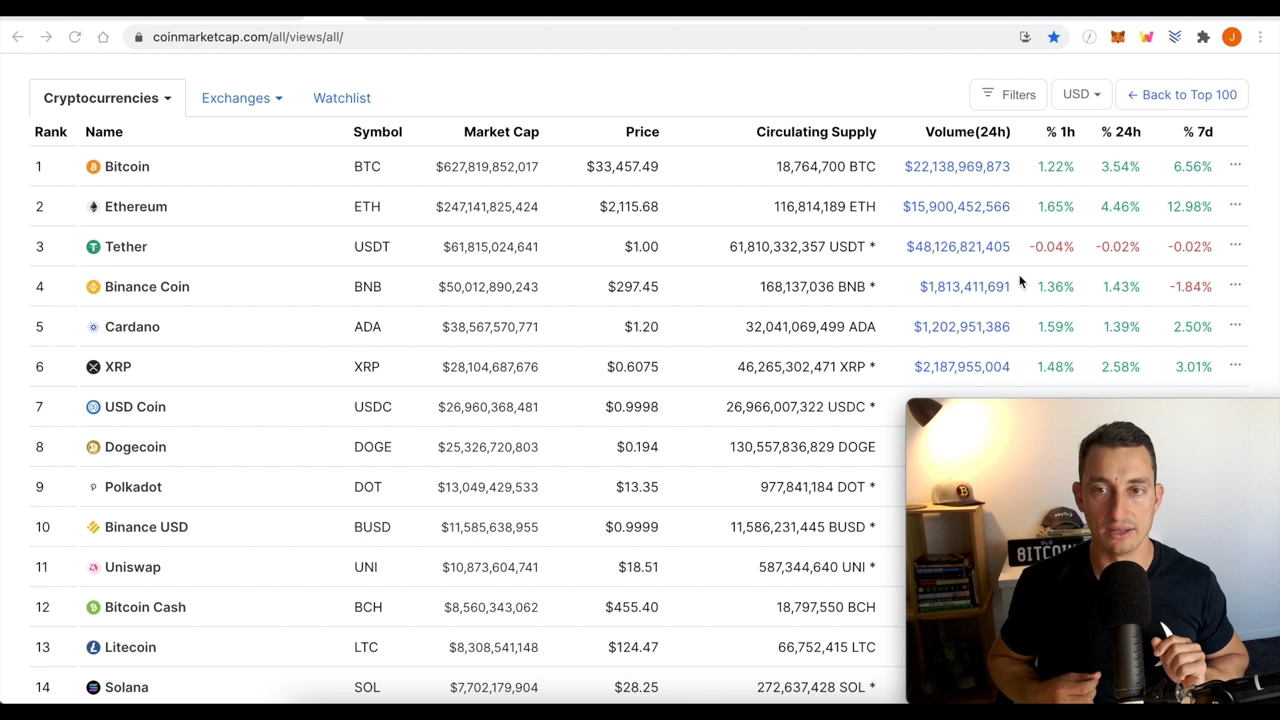 coinmarketcap.com/all/views/all/
J
Cryptocurrencies Exchanges Watchlist Filters USD ← Back to Top 100
Rank Name Symbol Market Cap Price Circulating Supply Volume(24h) % 1h % 24h % 7d
1 Bitcoin BTC $627,819,852,017 $33,457.49 18,764,700 BTC $22,138,969,873 1.22% 3.54% 6.56%
2 Ethereum ETH $247,141,825,424 $2,115.68 116,814,189 ETH $15,900,452,566 1.65% 4.46% 12.98%
3 Tether USDT $61,815,024,641 $1.00 61,810,332,357 USDT * $48,126,821,405 -0.04% -0.02% -0.02%
4 Binance Coin BNB $50,012,890,243 $297.45 168,137,036 BNB * $1,813,411,691 1.36% 1.43% -1.84%
5 Cardano ADA $38,567,570,771 $1.20 32,041,069,499 ADA $1,202,951,386 1.59% 1.39% 2.50%
6 XRP XRP $28,104,687,676 $0.6075 46,265,302,471 XRP * $2,187,955,004 1.48% 2.58% 3.01%
7 USD Coin USDC $26,960,368,481 $0.9998 26,966,007,322 USDC *
8 Dogecoin DOGE $25,326,720,803 $0.194 130,557,836,829 DOGE
9 Polkadot DOT $13,049,429,533 $13.35 977,841,184 DOT *
10 Binance USD BUSD $11,585,638,955 $0.9999 11,586,231,445 BUSD *
11 Uniswap UNI $10,873,604,741 $18.51 587,344,640 UNI *
12 Bitcoin Cash BCH $8,560,343,062 $455.40 18,797,550 BCH
13 Litecoin LTC $8,308,541,148 $124.47 66,752,415 LTC
14 Solana SOL $7,702,179,904 $28.25 272,637,428 SOL *
8ITCOIN